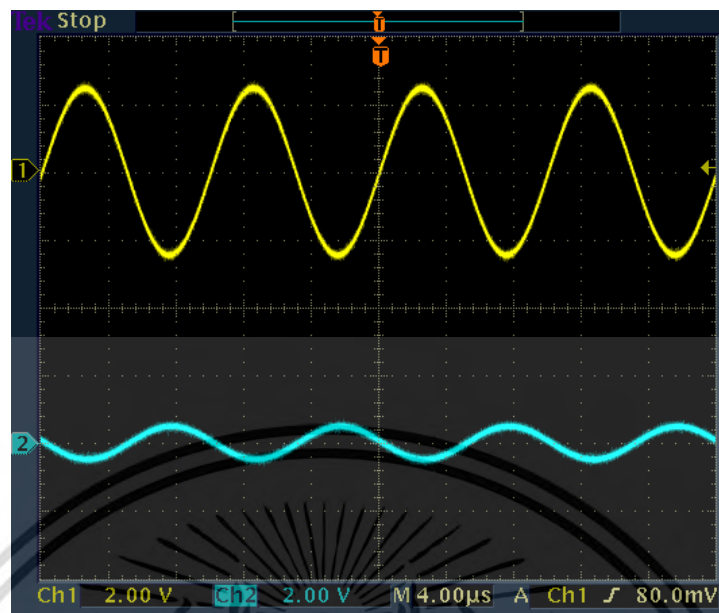 Tek Stop
T
T
1
2
Ch1 2.00 V Ch2 2.00 V M 4.00µs A Ch1 ∫ 80.0mV